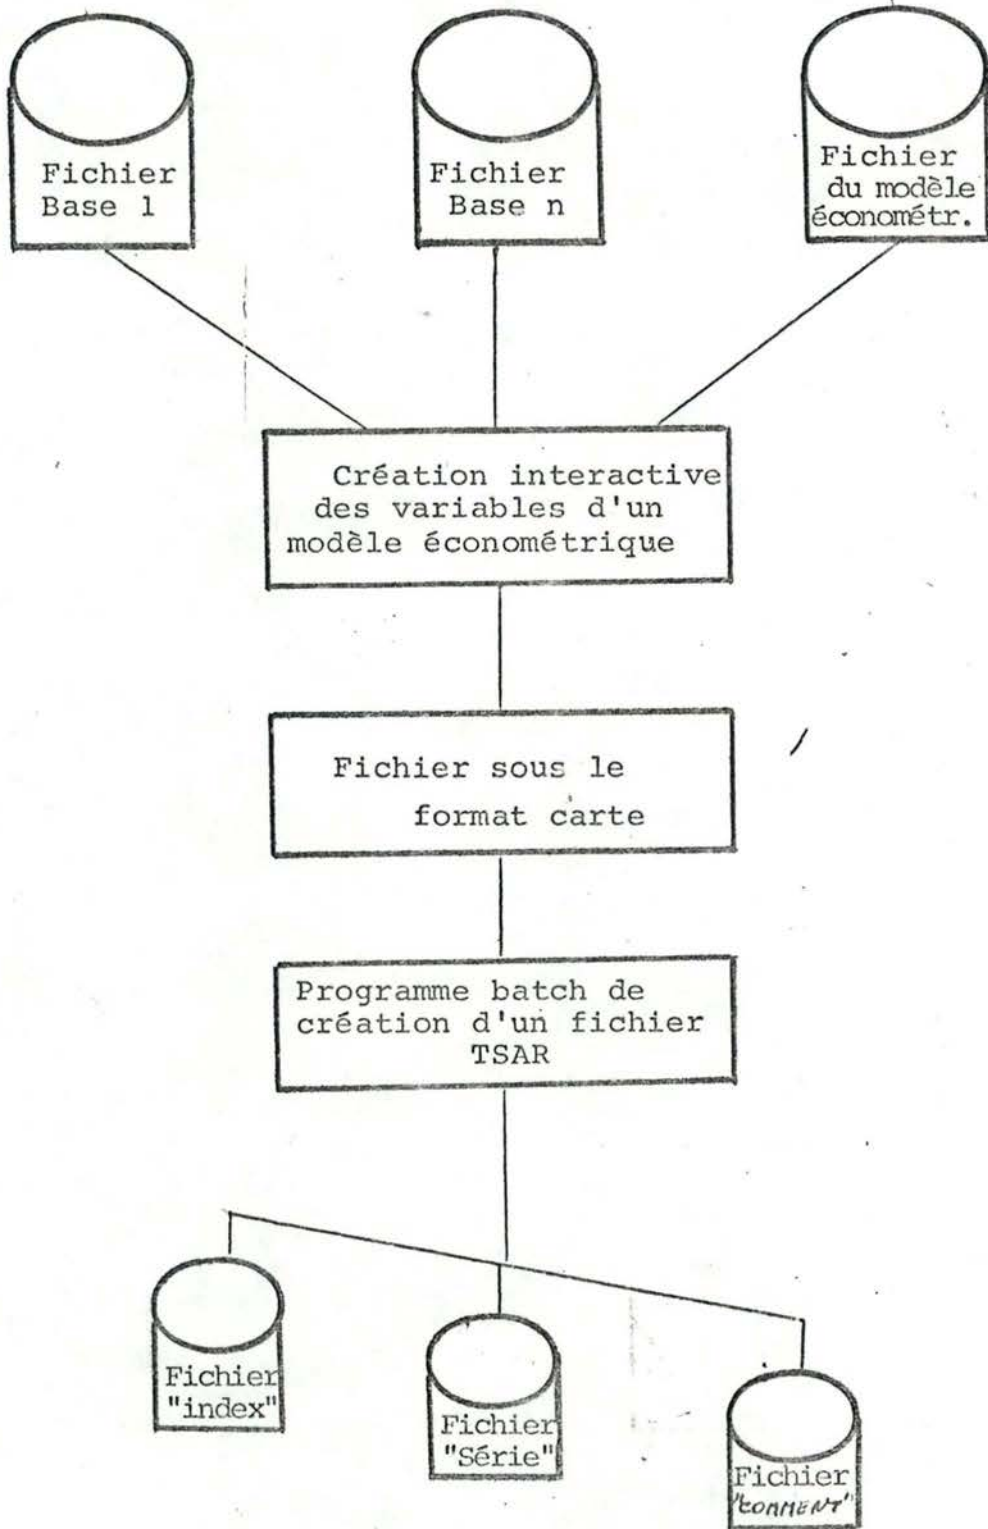 Fichier
Base 1
Fichier
Base n
Fichier
du modèle
économétr.
Création interactive
des variables d'un
modèle économétrique
Fichier sous le
format carte
Programme batch de
création d'un fichier
TSAR
Fichier
"index"
Fichier
"Série"
Fichier
"COMMENT"